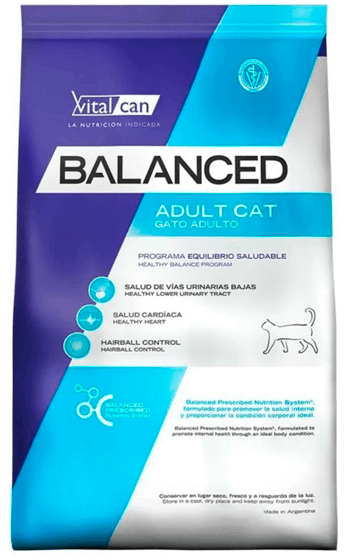 Vital can
LA NUTRICIÓN INDICADA
BALANCED
ADULT CAT
GATO ADULTO
PROGRAMA EQUILIBRIO SALUDABLE
HEALTHY BALANCE PROGRAM
SALUD DE VÍAS URINARIAS BAJAS
HEALTHY LOWER URINARY TRACT
SALUD CARDÍACA
HEALTHY HEART
HAIRBALL CONTROL
HAIRBALL CONTROL
BALANCED
PRESCRIBED
Balanced Prescribed Nutrition System®,
formulado para promover la salud interna
y proporcionar la condición corporal ideal.
Balanced Prescribed Nutrition System®, formulated to
promote internal health through an ideal body condition.
Conservar en lugar seco, fresco y a resguardo de la luz.
Store in a cool, dry place and keep away from sunlight.
Made in Argentina